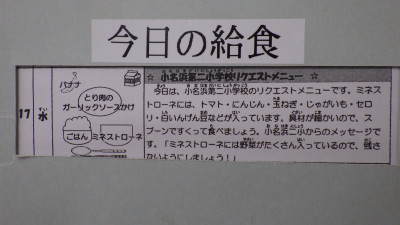 今日の給食
17
水
すい
バナナ
とり肉の
ガーリックソースかけ
ごはん
ミネストローネ
☆ 小名浜第二小学校リクエストメニュー ☆
今日は、小名浜第二小学校のリクエストメニューです。ミネスト
ローネには、トマト・にんじん・玉ねぎ・じゃがいも・セロ
リ・白いんげん豆などが入っています。具材が細かいので、ス
プーンですくって食べましょう。小名浜二小からのメッセージで
す。「ミネストローネには野菜がたくさん入っているので、残さ
ないようにしましょう！」